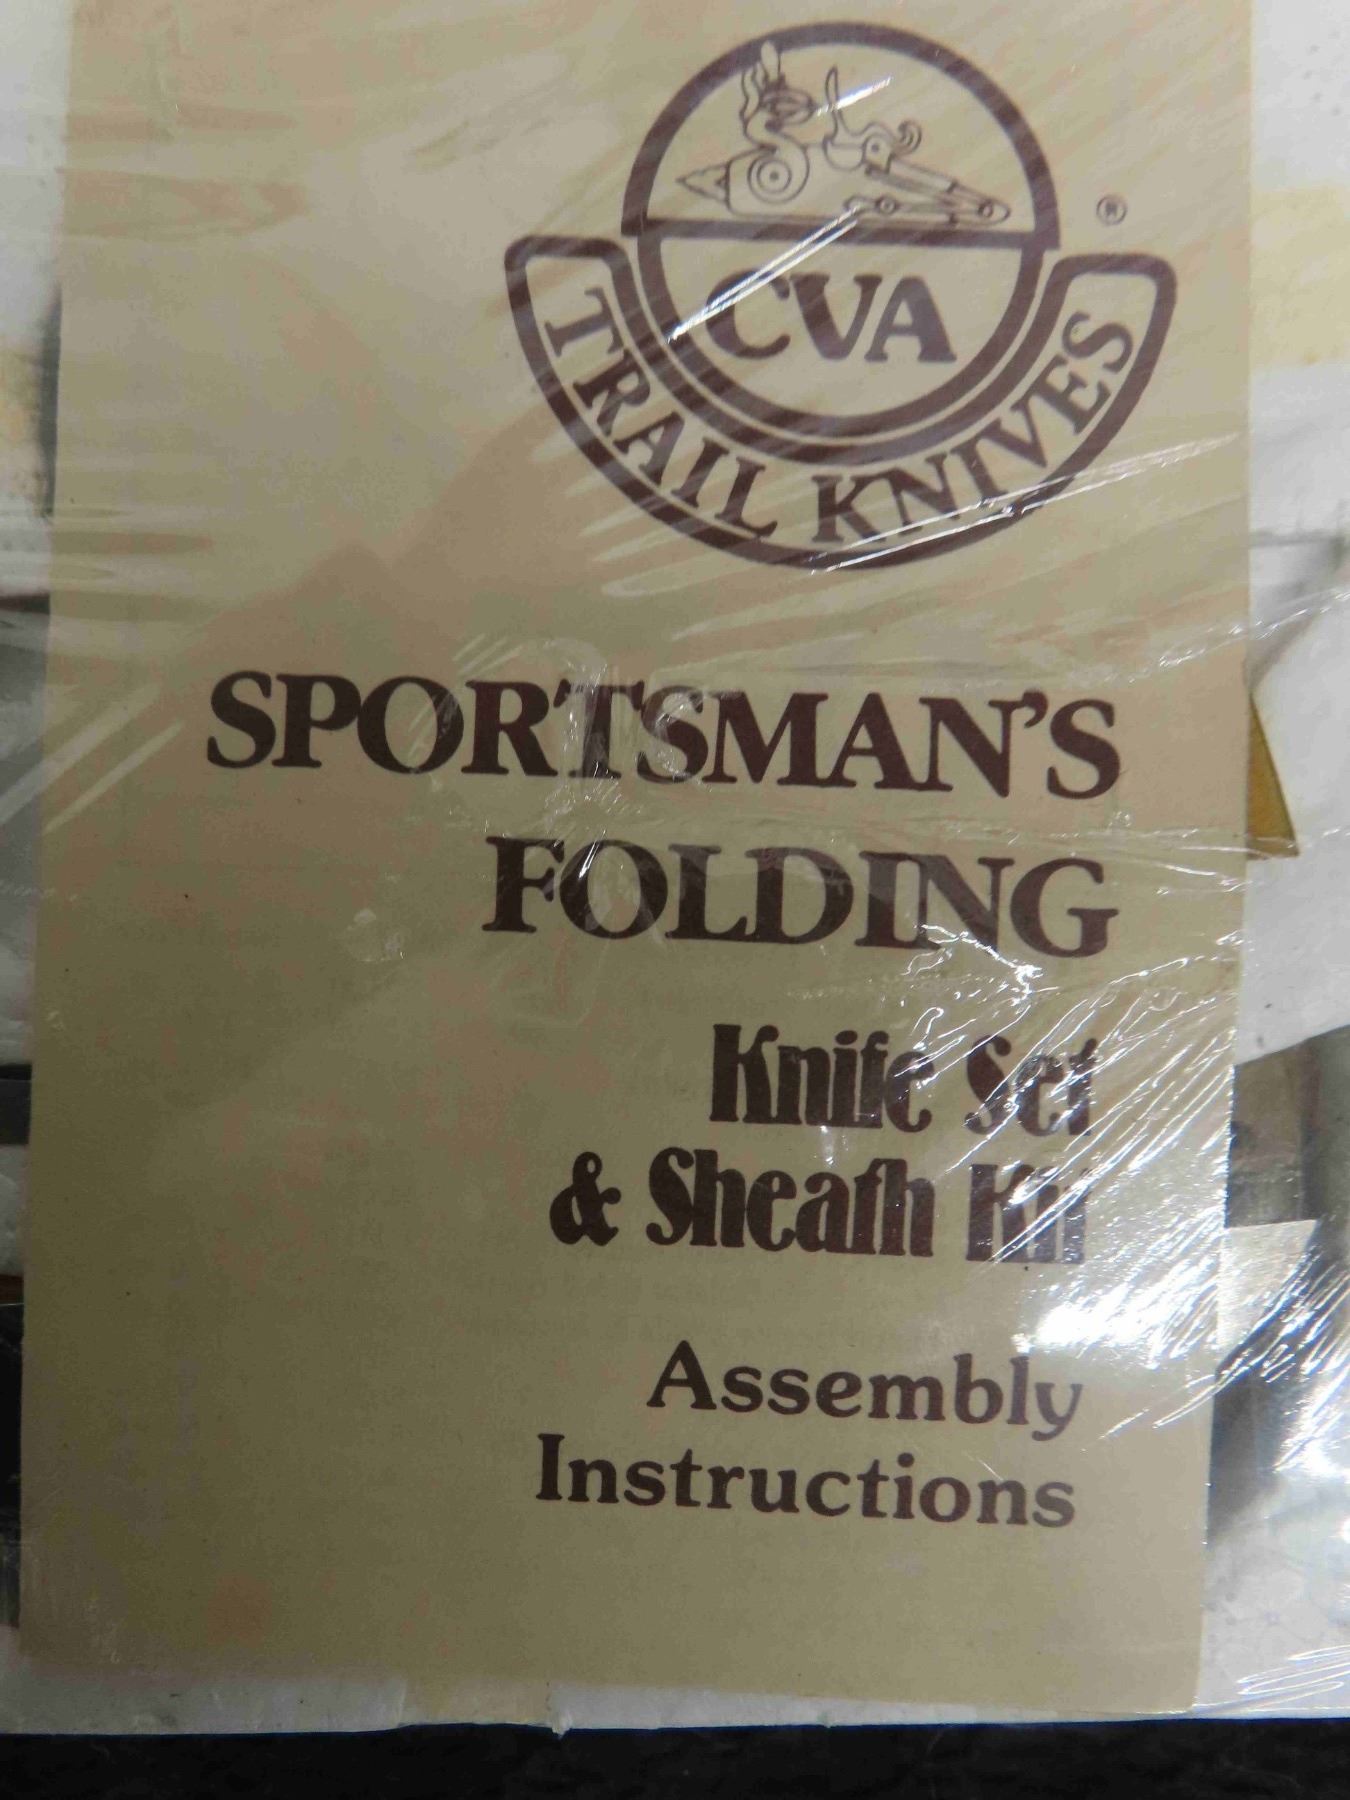 ®
CVA
TRAIL KNIVES
SPORTSMAN'S
FOLDING
Knife Set
& Sheath Kit
Assembly
Instructions